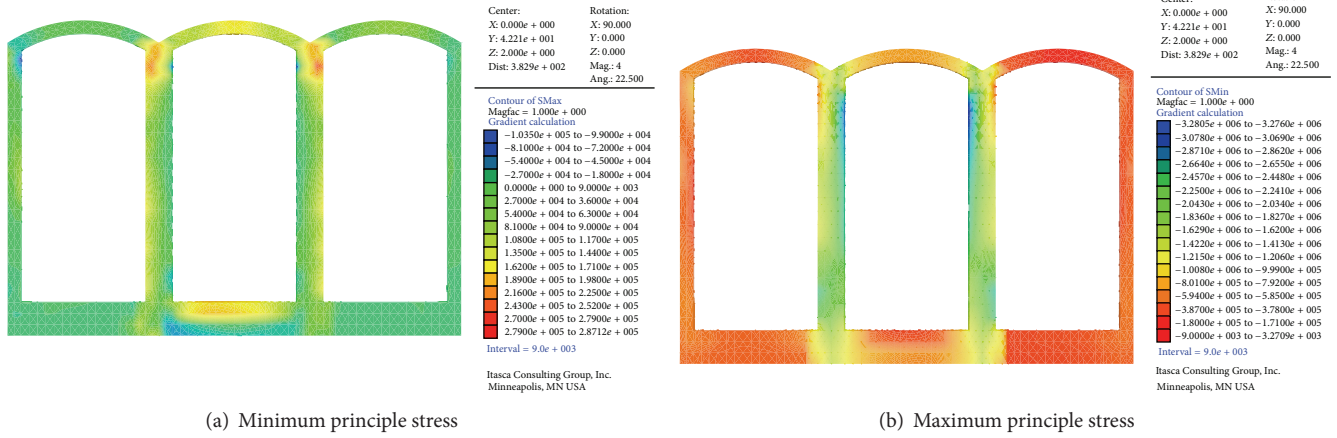 Center:
X: 0.000e + 000
Y: 4.221e + 001
Z: 2.000e + 000
Dist: 3.829e + 002
Rotation:
X: 90.000
Y: 0.000
Z: 0.000
Mag.: 4
Ang.: 22.500
Contour of SMax
Magfac = 1.000e + 000
Gradient calculation
−1.0350e + 005 to −9.9000e + 004
−8.1000e + 004 to −7.2000e + 004
−5.4000e + 004 to −4.5000e + 004
−2.7000e + 004 to −1.8000e + 004
0.0000e + 000 to 9.0000e + 003
2.7000e + 004 to 3.6000e + 004
5.4000e + 004 to 6.3000e + 004
8.1000e + 004 to 9.0000e + 004
1.0800e + 005 to 1.1700e + 005
1.3500e + 005 to 1.4400e + 005
1.6200e + 005 to 1.7100e + 005
1.8900e + 005 to 1.9800e + 005
2.1600e + 005 to 2.2500e + 005
2.4300e + 005 to 2.5200e + 005
2.7000e + 005 to 2.7900e + 005
2.7900e + 005 to 2.8712e + 005
Interval = 9.0e + 003
Itasca Consulting Group, Inc.
Minneapolis, MN USA
(a) Minimum principle stress
Center:
X: 0.000e + 000
Y: 4.221e + 001
Z: 2.000e + 000
Dist: 3.829e + 002
X: 90.000
Y: 0.000
Z: 0.000
Mag.: 4
Ang.: 22.500
Contour of SMin
Magfac = 1.000e + 000
Gradient calculation
−3.2805e + 006 to −3.2760e + 006
−3.0780e + 006 to −3.0690e + 006
−2.8710e + 006 to −2.8620e + 006
−2.6640e + 006 to −2.6550e + 006
−2.4570e + 006 to −2.4480e + 006
−2.2500e + 006 to −2.2410e + 006
−2.0430e + 006 to −2.0340e + 006
−1.8360e + 006 to −1.8270e + 006
−1.6290e + 006 to −1.6200e + 006
−1.4220e + 006 to −1.4130e + 006
−1.2150e + 006 to −1.2060e + 006
−1.0080e + 006 to −9.9900e + 005
−8.0100e + 005 to −7.9200e + 005
−5.9400e + 005 to −5.8500e + 005
−3.8700e + 005 to −3.7800e + 005
−1.8000e + 005 to −1.7100e + 005
−9.0000e + 003 to −3.2709e + 003
Interval = 9.0e + 003
Itasca Consulting Group, Inc.
Minneapolis, MN USA
(b) Maximum principle stress